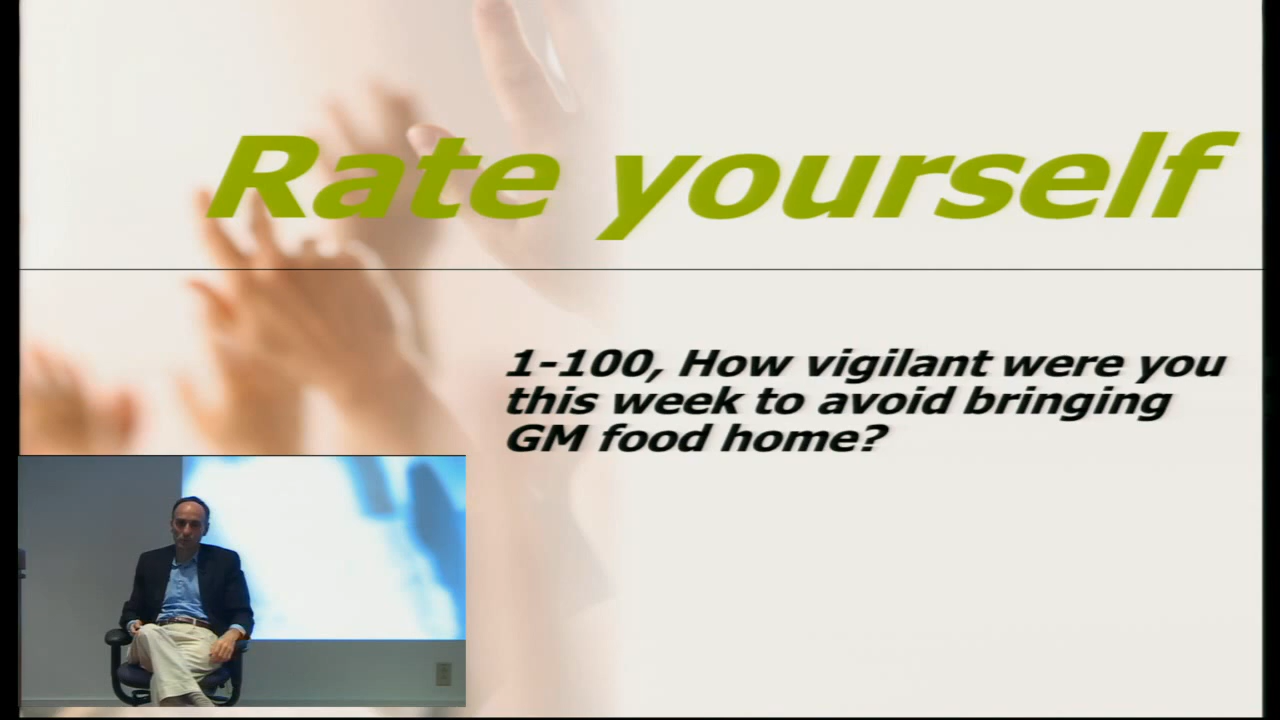 Rate yourself
1-100, How vigilant were you
this week to avoid bringing
GM food home?